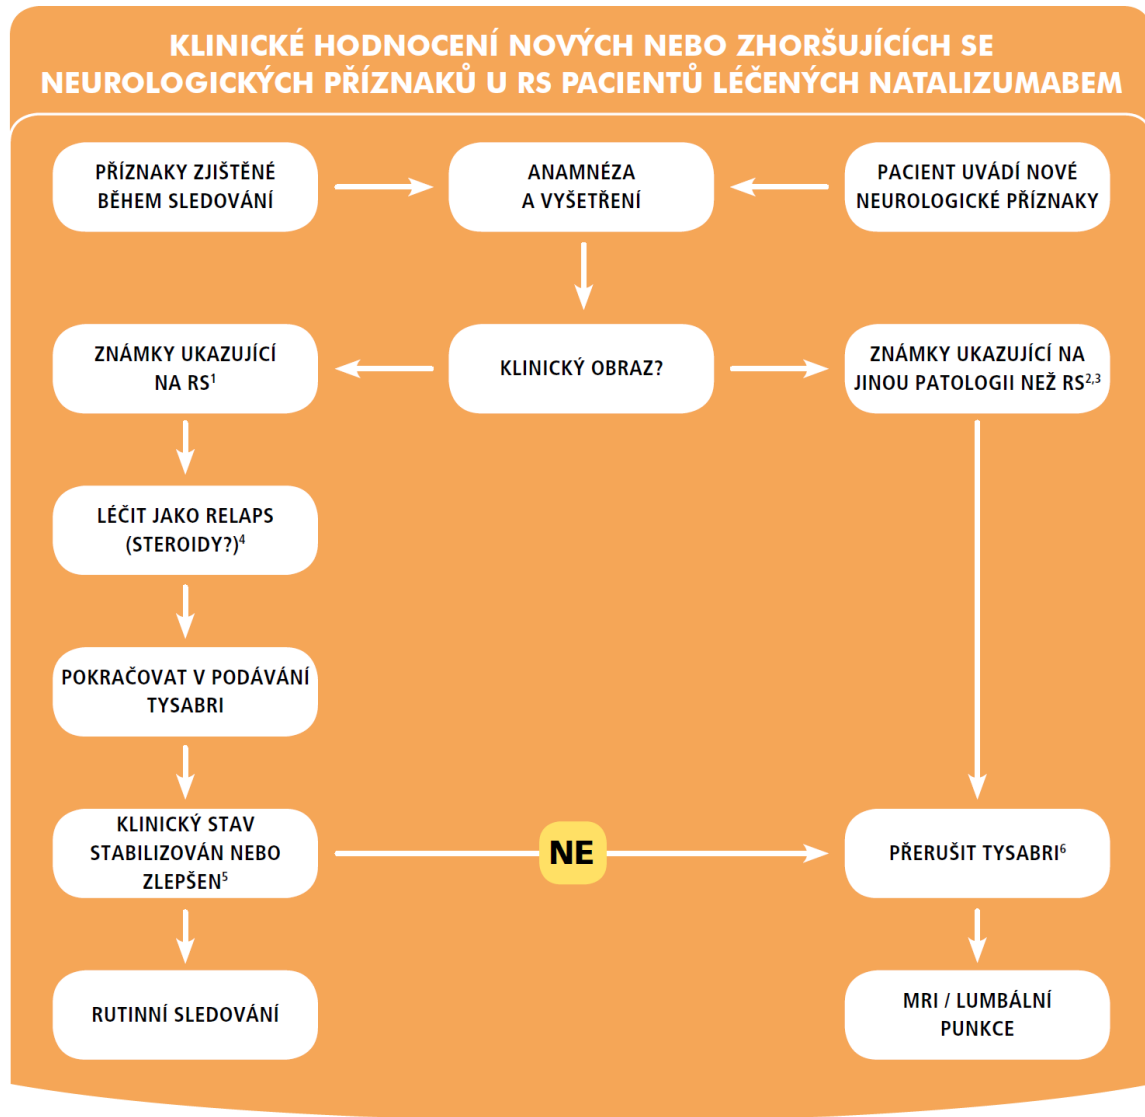 KLINICKÉ HODNOCENÍ NOVÝCH NEBO ZHORŠUJÍCÍCH SE
NEUROLOGICKÝCH PŘÍZNAKŮ U RS PACIENTŮ LÉČENÝCH NATALIZUMABEM
PŘÍZNAKY ZJIŠTĚNÉ
BĚHEM SLEDOVÁNÍ
ANAMNÉZA
A VYŠETŘENÍ
PACIENT UVÁDÍ NOVÉ
NEUROLOGICKÉ PŘÍZNAKY
ZNÁMKY UKAZUJÍCÍ
NA RS¹
KLINICKÝ OBRAZ?
ZNÁMKY UKAZUJÍCÍ NA
JINOU PATOLOGII NEŽ RS²,³
LÉČIT JAKO RELAPS
(STEROIDY?)⁴
POKRAČOVAT V PODÁVÁNÍ
TYSABRI
KLINICKÝ STAV
STABILIZOVÁN NEBO
ZLEPŠEN⁵
NE
PŘERUŠIT TYSABRI⁶
RUTINNÍ SLEDOVÁNÍ
MRI / LUMBÁLNÍ
PUNKCE